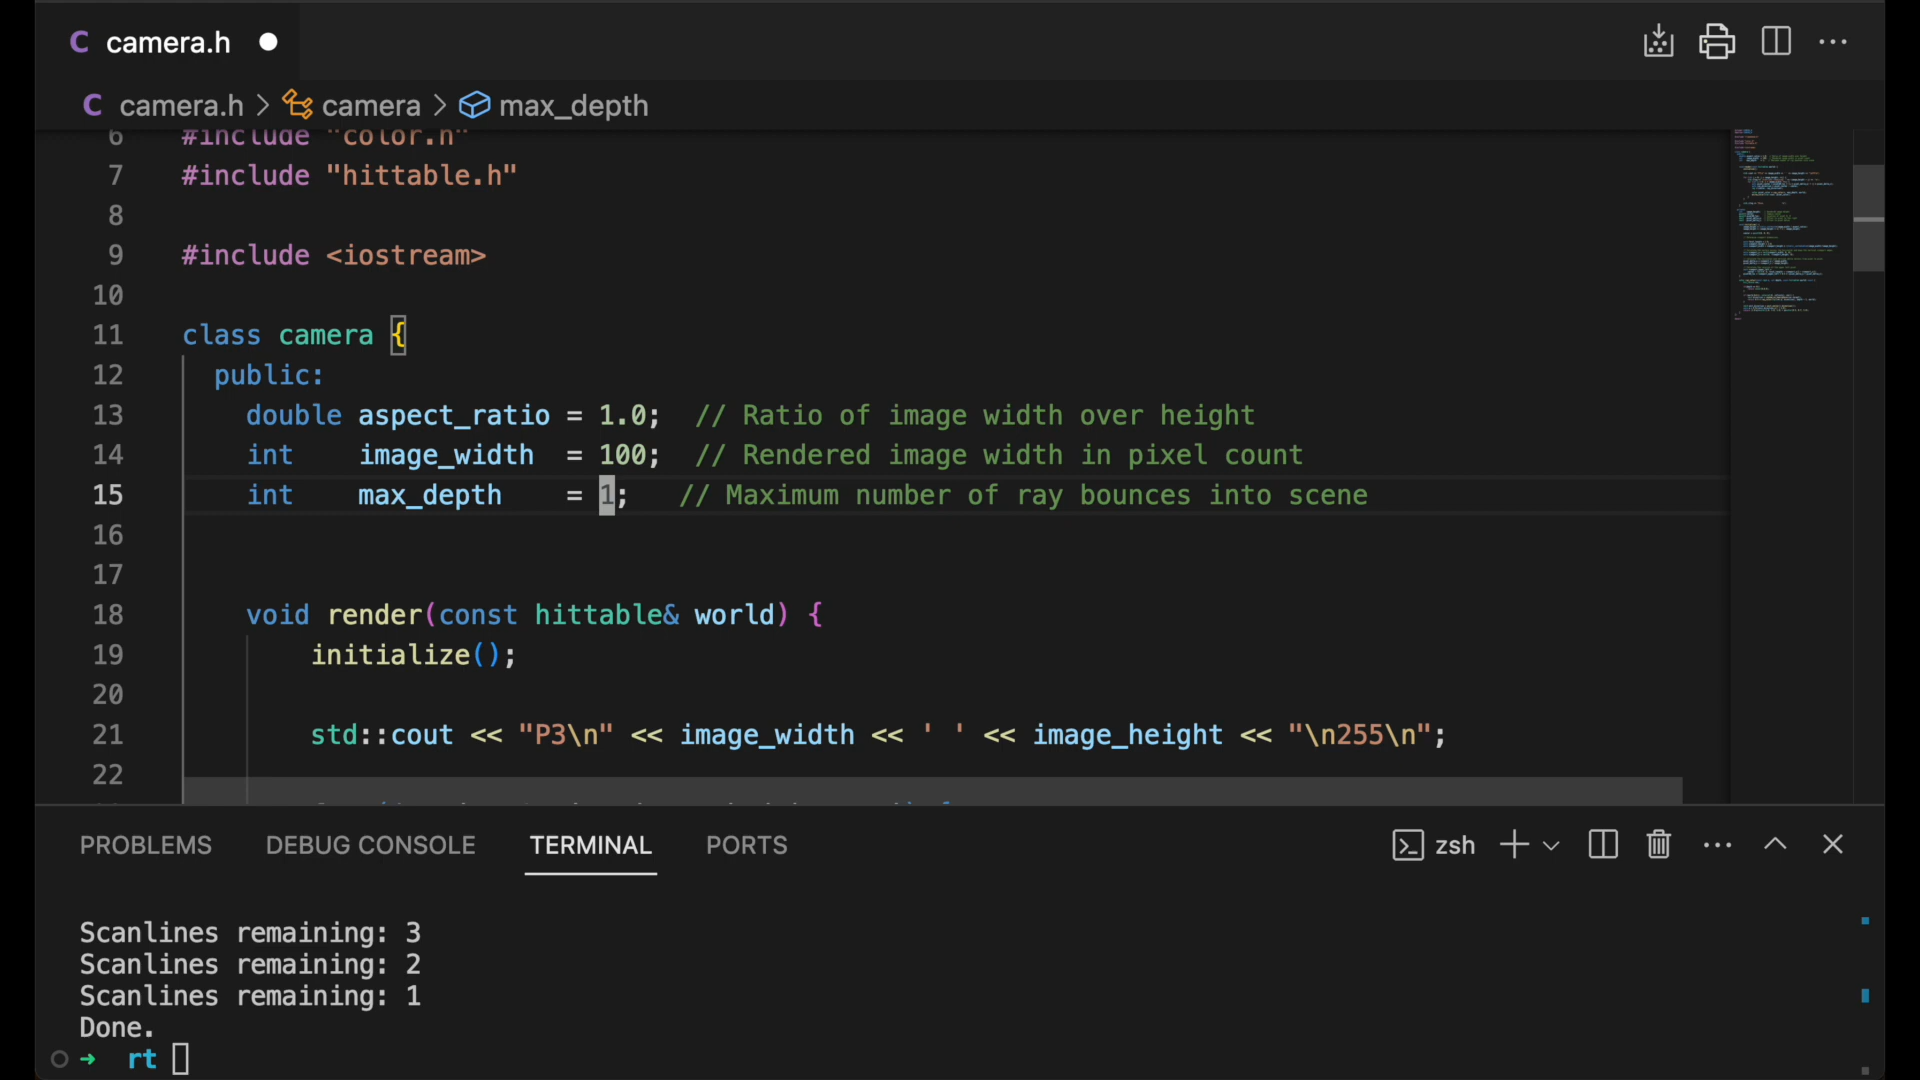 C camera.h
C camera.h > camera > max_depth
6 #include "color.h"
7 #include "hittable.h"
8
9 #include <iostream>
10
11 class camera {
12 public:
13 double aspect_ratio = 1.0; // Ratio of image width over height
14 int image_width = 100; // Rendered image width in pixel count
15 int max_depth = 1; // Maximum number of ray bounces into scene
16
17
18 void render(const hittable& world) {
19 initialize();
20
21 std::cout << "P3\n" << image_width << ' ' << image_height << "\n255\n";
22
PROBLEMS DEBUG CONSOLE TERMINAL PORTS zsh
Scanlines remaining: 3
Scanlines remaining: 2
Scanlines remaining: 1
Done.
➜ rt